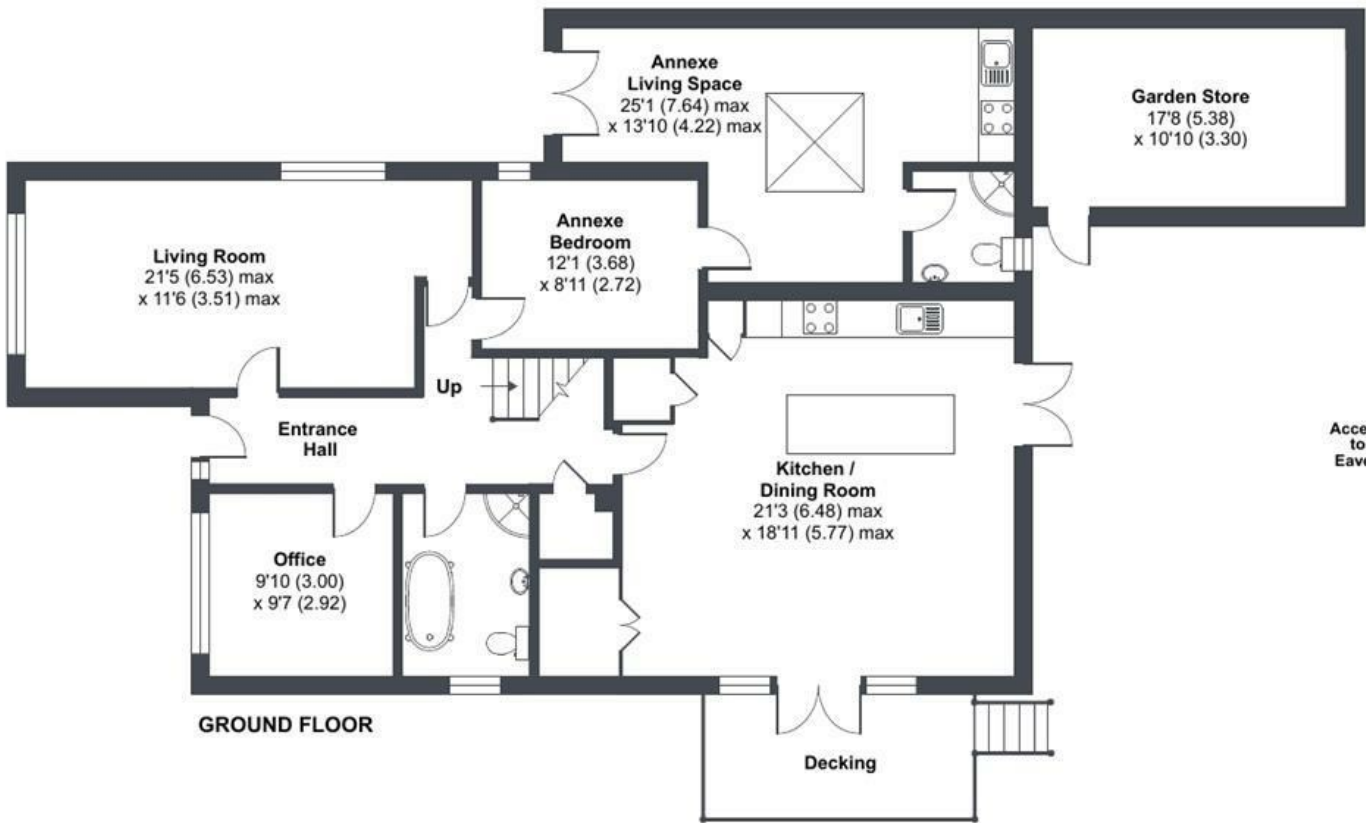 Annexe
Living Space
25'1 (7.64) max
x 13'10 (4.22) max
Garden Store
17'8 (5.38)
x 10'10 (3.30)
Living Room
21'5 (6.53) max
x 11'6 (3.51) max
Annexe
Bedroom
12'1 (3.68)
x 8'11 (2.72)
Up
Entrance
Hall
Kitchen /
Dining Room
21'3 (6.48) max
x 18'11 (5.77) max
Office
9'10 (3.00)
x 9'7 (2.92)
Acce
to
Eave
GROUND FLOOR
Decking